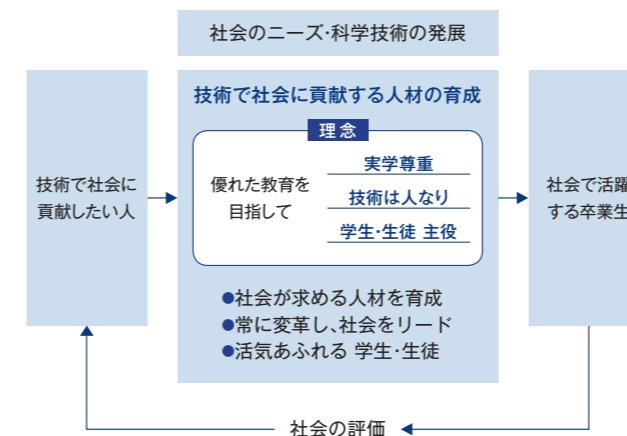 社会のニーズ・科学技術の発展
技術で社会に
貢献したい人
技術で社会に貢献する人材の育成
理念
優れた教育を
目指して
実学尊重
技術は人なり
学生・生徒 主役
●社会が求める人材を育成
●常に変革し、社会をリード
●活気あふれる 学生・生徒
社会で活躍
する卒業生
社会の評価